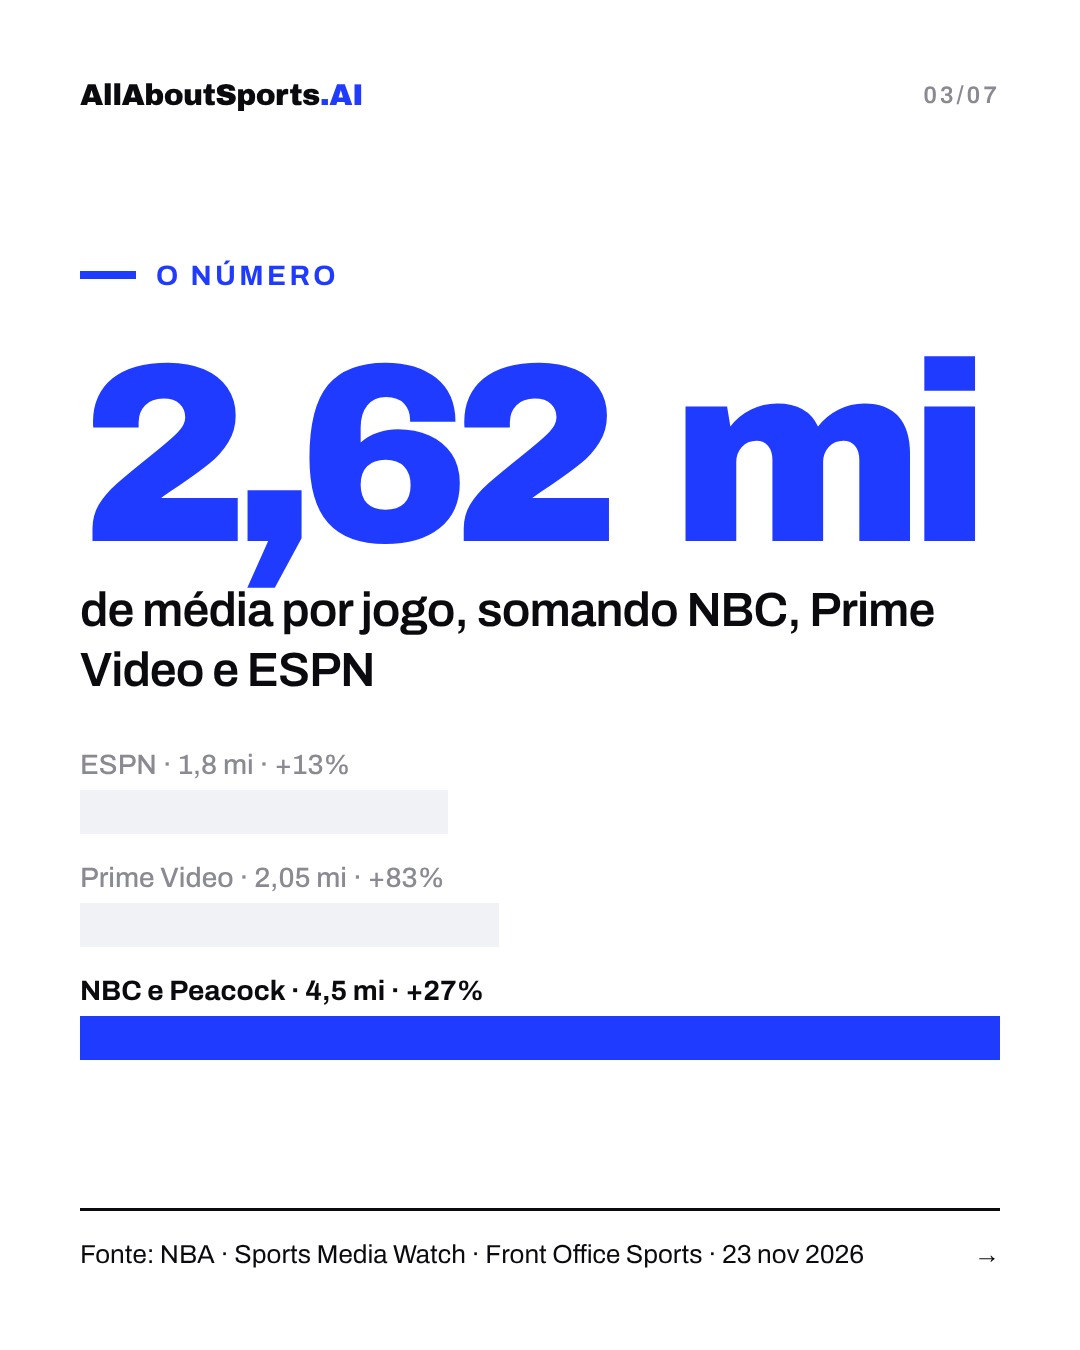 AllAboutSports.AI
03/07
O NÚMERO
2,62 mi
de média por jogo, somando NBC, Prime
Video e ESPN
ESPN · 1,8 mi · +13%
Prime Video · 2,05 mi · +83%
NBC e Peacock · 4,5 mi · +27%
Fonte: NBA · Sports Media Watch · Front Office Sports · 23 nov 2026 →